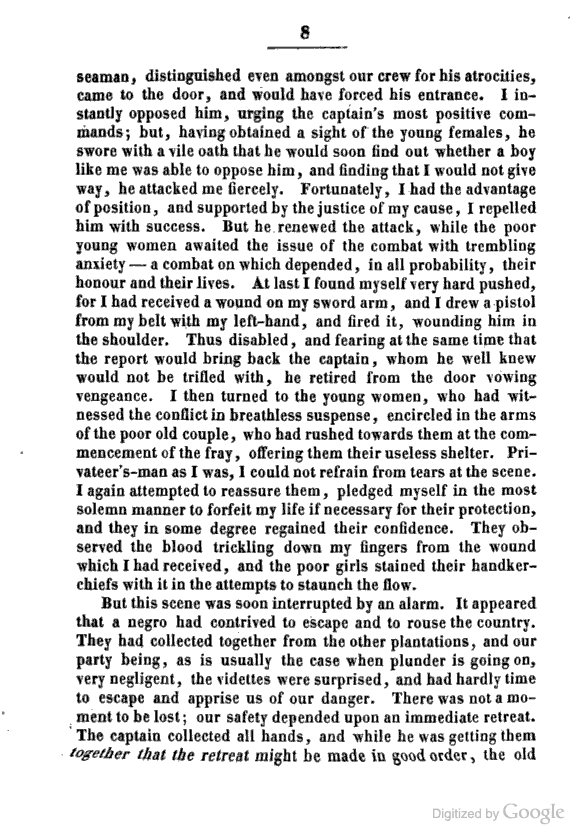 8
seaman, distinguished even amongst our crew for his atrocities,
came to the door, and would have forced his entrance. I in-
stantly opposed him, urging the captain's most positive com-
mands; but, having obtained a sight of the young females, he
swore with a vile oath that he would soon find out whether a boy
like me was able to oppose him, and finding that I would not give
way, he attacked me fiercely. Fortunately, I had the advantage
of position, and supported by the justice of my cause, I repelled
him with success. But he renewed the attack, while the poor
young women awaited the issue of the combat with trembling
anxiety — a combat on which depended, in all probability, their
honour and their lives. At last I found myself very hard pushed,
for I had received a wound on my sword arm, and I drew a pistol
from my belt with my left-hand, and fired it, wounding him in
the shoulder. Thus disabled, and fearing at the same time that
the report would bring back the captain, whom he well knew
would not be trifled with, he retired from the door vowing
vengeance. I then turned to the young women, who had wit-
nessed the conflict in breathless suspense, encircled in the arms
of the poor old couple, who had rushed towards them at the com-
mencement of the fray, offering them their useless shelter. Pri-
vateer's-man as I was, I could not refrain from tears at the scene.
I again attempted to reassure them, pledged myself in the most
solemn manner to forfeit my life if necessary for their protection,
and they in some degree regained their confidence. They ob-
served the blood trickling down my fingers from the wound
which I had received, and the poor girls stained their handker-
chiefs with it in the attempts to staunch the flow.
But this scene was soon interrupted by an alarm. It appeared
that a negro had contrived to escape and to rouse the country.
They had collected together from the other plantations, and our
party being, as is usually the case when plunder is going on,
very negligent, the videttes were surprised, and had hardly time
to escape and apprise us of our danger. There was not a mo-
ment to be lost; our safety depended upon an immediate retreat.
The captain collected all hands, and while he was getting them
together that the retreat might be made in good order, the old
Digitized by Google